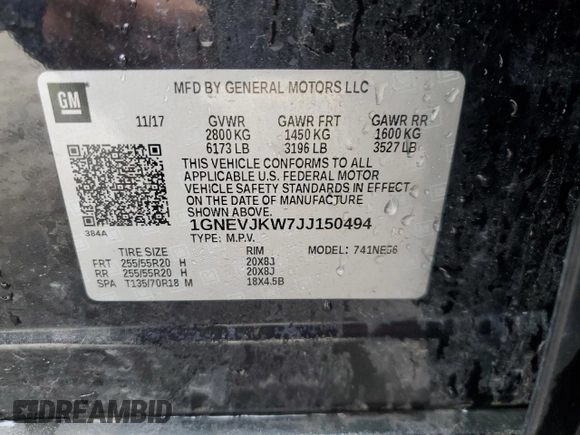 GM
MFD BY GENERAL MOTORS LLC
11/17 GVWR GAWR FRT GAWR RR
2800 KG 1450 KG 1600 KG
6173 LB 3196 LB 3527 LB
THIS VEHICLE CONFORMS TO ALL
APPLICABLE U.S. FEDERAL MOTOR
VEHICLE SAFETY STANDARDS IN EFFECT
ON THE DATE OF MANUFACTURE
SHOWN ABOVE.
1GNEVJKW7JJ150494
384A
TYPE: M.P.V. MODEL: 741NE56
TIRE SIZE RIM
FRT 255/55R20 H 20X8J
RR 255/55R20 H 20X8J
SPA T135/70R18 M 18X4.5B
DREAMBID